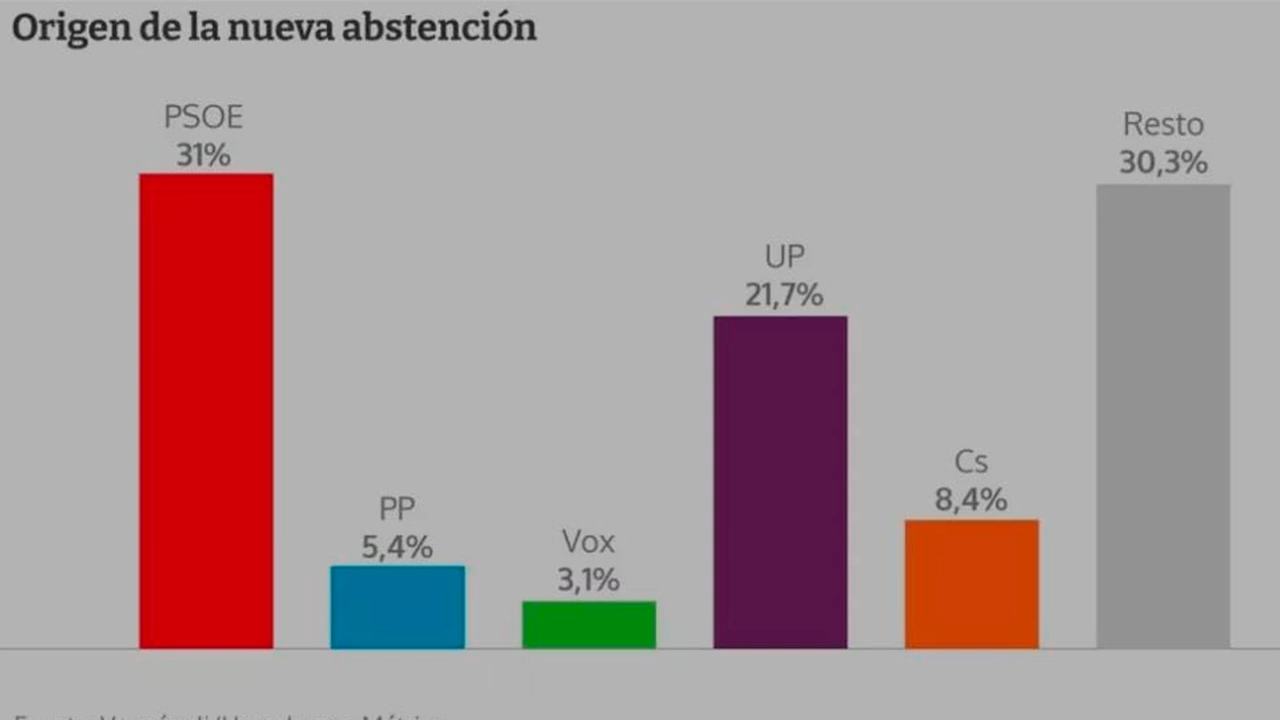 Origen de la nueva abstención
PSOE
31%
PP
5,4%
Vox
3,1%
UP
21,7%
Cs
8,4%
Resto
30,3%